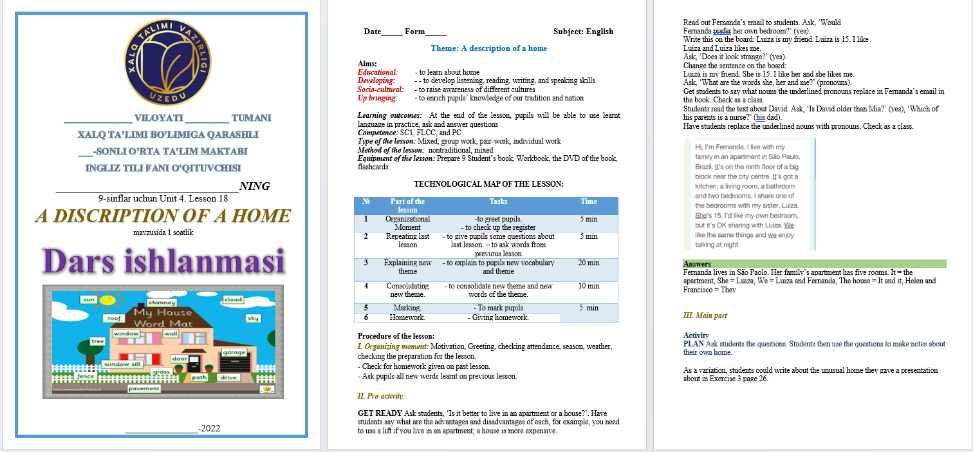 XALQ TA'LIMI VAZIRLIGI
UZEDU
____________ VILOYATI _________ TUMANI
XALQ TA'LIMI BO'LIMIGA QARASHLI
___-SONLI O'RTA TA'LIM MAKTABI
INGLIZ TILI FANI O'QITUVCHISI
______________________________NING
9-sinflar uchun Unit 4. Lesson 18
A DISCRIPTION OF A HOME
mavzusida 1 soatlik
Dars ishlanmasi
sun
chimney
cloud
roof
My House
Word Mat
sky
window
wall
tree
door
garage
window sill
grass
fence
path
drive
pavement
____________-2022
Date_____ Form_____ Subject: English
Theme: A description of a home
Aims:
Educational: - to learn about home
Developing: - - to develop listening, reading, writing, and speaking skills
Socio-cultural: - to raise awareness of different cultures
Up bringing: - to enrich pupils' knowledge of our tradition and nation
Learning outcomes: At the end of the lesson, pupils will be able to use learnt
language in practice, ask and answer questions
Competence: SC1, FLCC, and PC
Type of the lesson: Mixed, group work, pair-work, individual work
Method of the lesson: nontraditional, mixed
Equipment of the lesson: Prepare 9 Student's book, Workbook, the DVD of the book,
flashcards
TECHNOLOGICAL MAP OF THE LESSON:
№ Part of the lesson Tasks Time
1 Organizational Moment -to greet pupils. - to check up the register 5 min
2 Repeating last lesson - to give pupils some questions about last lesson. – to ask words from previous lesson 5 min
3 Explaining new theme - to explain to pupils new vocabulary and theme 20 min
4 Consolidating new theme. - to consolidate new theme and new words of the theme. 10 min
5 Marking. - To mark pupils 5 min
6 Homework. - Giving homework.
Procedure of the lesson:
I. Organizing moment: Motivation, Greeting, checking attendance, season, weather,
checking the preparation for the lesson.
- Check for homework given on past lesson.
- Ask pupils all new words learnt on previous lesson.
II. Pre-activity:
GET READY Ask students, 'Is it better to live in an apartment or a house?'. Have
students say what are the advantages and disadvantages of each, for example, you need
to use a lift if you live in an apartment; a house is more expensive.
Read out Fernanda's email to students. Ask, 'Would
Fernanda prefer her own bedroom?' (yes).
Write this on the board: Luiza is my friend. Luiza is 15. I like
Luiza and Luiza likes me.
Ask, 'Does it look strange?' (yes).
Change the sentence on the board:
Luiza is my friend. She is 15. I like her and she likes me.
Ask, 'What are the words she, her and me?' (pronouns).
Get students to say what nouns the underlined pronouns replace in Fernanda's email in
the book. Check as a class.
Students read the text about David. Ask, 'Is David older than Mia?' (yes), 'Which of
his parents is a nurse?' (his dad).
Have students replace the underlined nouns with pronouns. Check as a class.
Hi, I'm Fernanda. I live with my
family in an apartment in São Paulo,
Brazil. It's on the ninth floor of a big
block near the city centre. It's got a
kitchen, a living room, a bathroom
and two bedrooms. I share one of
the bedrooms with my sister, Luiza.
She's 15. I'd like my own bedroom,
but it's OK sharing with Luiza. We
like the same things and we enjoy
talking at night.
Answers
Fernanda lives in São Paolo. Her family's apartment has five rooms. It = the
apartment, She = Luiza, We = Luiza and Fernanda, The house = It and it, Helen and
Francisco = They
III. Main part
Activity
PLAN Ask students the questions. Students then use the questions to make notes about
their own home.
As a variation, students could write about the unusual home they gave a presentation
about in Exercise 3 page 26.